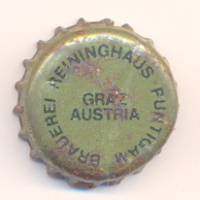 BRAUEREI REININGHAUS PUNTIGAM
GRAZ
AUSTRIA